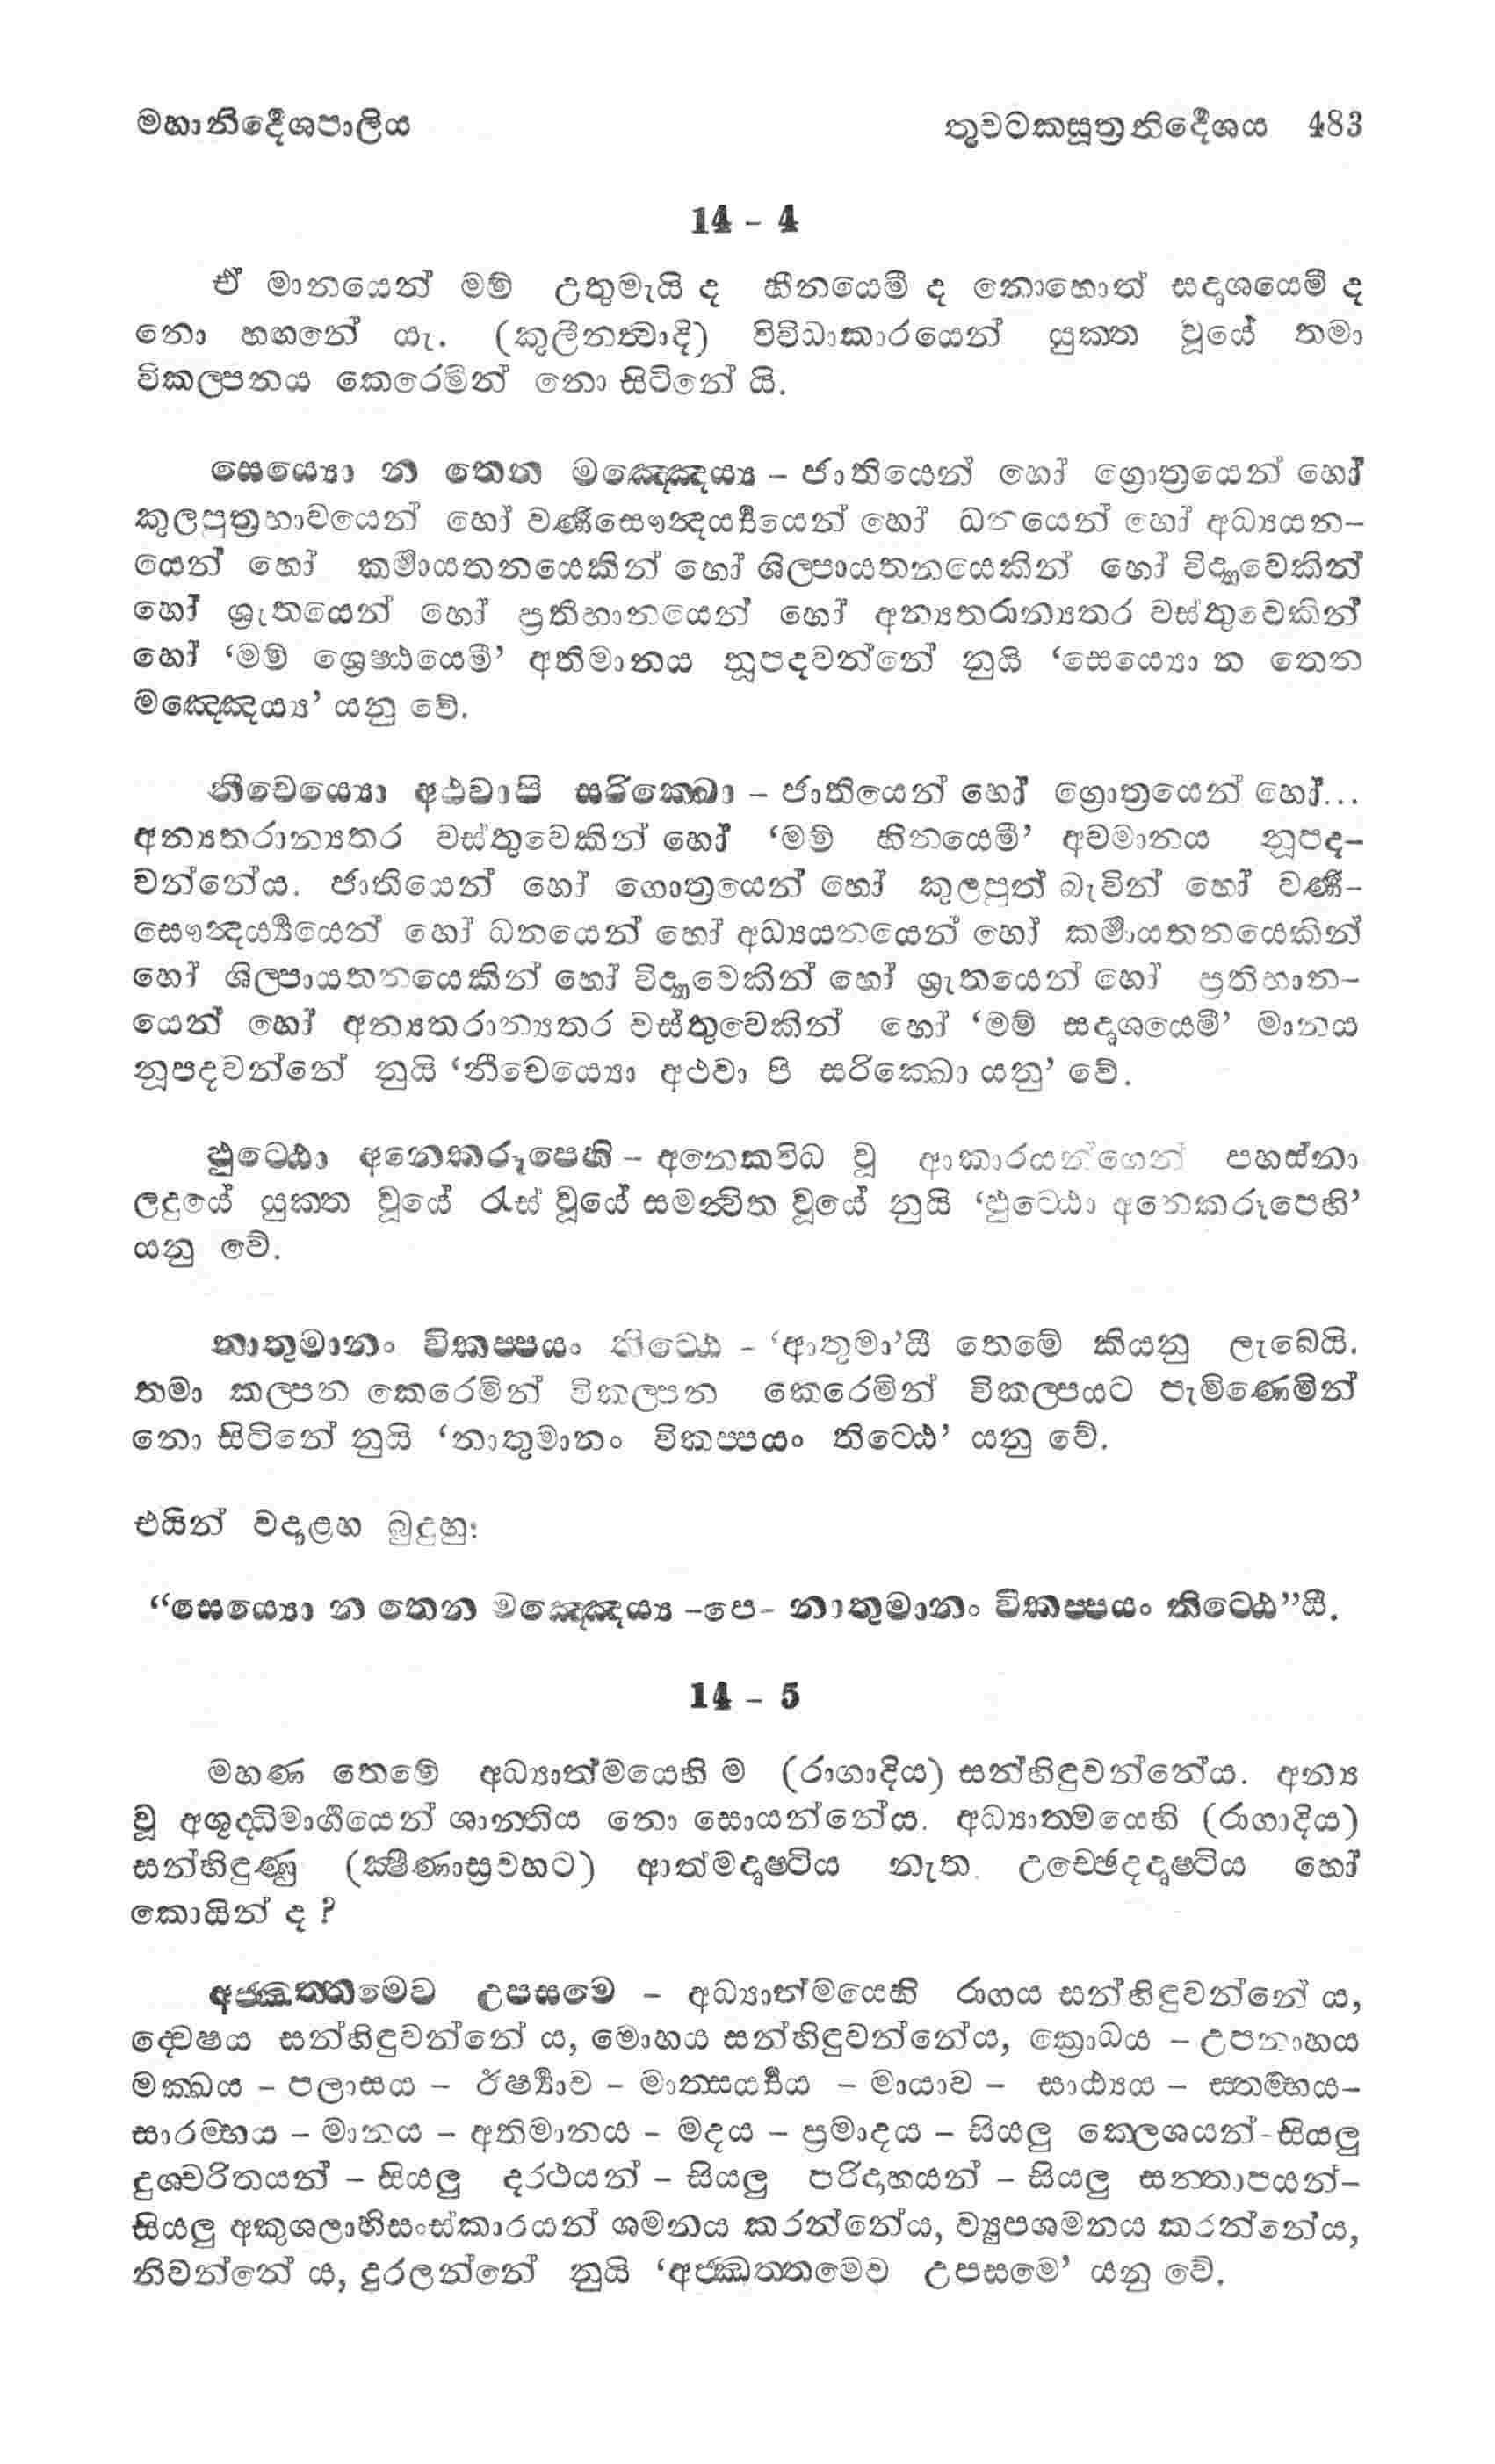 මහානිර්දේශපාලිය තුවටකසූත්‍රනිර්දේශය 483
14 – 4
ඒ මානයෙන් මම් උතුමැයි ද හීනයෙමී ද නොහොත් සදෘශයෙමී ද
නො හඟනේ යැ. (කුලීනත්‍වාදි) විවිධාකාරයෙන් යුක්ත වූයේ තමා
විකල්පනය කෙරෙමින් නො සිටිනේ යි.
සෙය්‍යො න තෙන මඤ්ඤෙය්‍ය – ජාතියෙන් හෝ ගොත්‍රයෙන් හෝ
කුලපුත්‍රභාවයෙන් හෝ වර්ණසෞන්‍දර්‍ය්‍යයෙන් හෝ ධනයෙන් හෝ අධ්‍යයන–
යෙන් හෝ කර්මායතනයෙකින් හෝ ශිල්පායතනයෙකින් හෝ විද්‍යාවෙකින්
හෝ ශ්‍රැතයෙන් හෝ ප්‍රතිභානයෙන් හෝ අන්‍යතරාන්‍යතර වස්තුවෙකින්
හෝ ‘මම් ශ්‍රෙෂ්ඨයෙමී’ අතිමානය නූපදවන්නේ නුයි ‘සෙය්‍යො න තෙන
මඤ්ඤෙය්‍ය’ යනු වේ.
නීචෙය්‍යො අථවාපි සරික්ඛො – ජාතියෙන් හෝ ගොත්‍රයෙන් හෝ...
අන්‍යතරාන්‍යතර වස්තුවෙකින් හෝ ‘මම් හීනයෙමී’ අවමානය නූපද–
වන්නේය. ජාතියෙන් හෝ ගොත්‍රයෙන් හෝ කුලපුත් බැවින් හෝ වර්ණ–
සෞන්‍දර්‍ය්‍යයෙන් හෝ ධනයෙන් හෝ අධ්‍යයනයෙන් හෝ කර්මායතනයෙකින්
හෝ ශිල්පායතනයෙකින් හෝ විද්‍යාවෙකින් හෝ ශ්‍රැතයෙන් හෝ ප්‍රතිභාන–
යෙන් හෝ අන්‍යතරාන්‍යතර වස්තුවෙකින් හෝ ‘මම් සදෘශයෙමී’ මානය
නූපදවන්නේ නුයි ‘නීචෙය්‍යො අථවා පි සරික්ඛො යනු’ වේ.
ඵුට්ඨො අනෙකරූපෙහි – අනෙකවිධ වූ ආකාරයන්ගෙන් පහස්නා
ලදුයේ යුක්ත වූයේ රැස් වූයේ සමන්‍විත වූයේ නුයි ‘ඵුට්ඨො අනෙකරූපෙහි’
යනු වේ.
නාතුමානං විකප්පයං තිට්ඨෙ – ‘ආතුමා’යී තෙමේ කියනු ලැබෙයි.
තමා කල්පන කෙරෙමින් විකල්පන කෙරෙමින් විකල්පයට පැමිණෙමින්
නො සිටිනේ නුයි ‘නාතුමානං විකප්පයං තිට්ඨෙ’ යනු වේ.
එයින් වදාළහ බුදුහු:
“සෙය්‍යො න තෙන මඤ්ඤෙය්‍ය –පෙ– නාතුමානං විකප්පයං තිට්ඨෙ”යී.
14 – 5
මහණ තෙමේ අධ්‍යාත්මයෙහි ම (රාගාදිය) සන්හිඳුවන්නේය. අන්‍ය
වූ අශුද්ධිමාර්ගයෙන් ශාන්තිය නො සොයන්නේය. අධ්‍යාත්මයෙහි (රාගාදිය)
සන්හිඳුණු (ක්ෂීණාස්‍රවහට) ආත්මදෘෂ්ටිය නැත. උච්ඡෙදදෘෂ්ටිය හෝ
කොයින් ද ?
අජ්ඣත්තමෙව උපසමෙ – අධ්‍යාත්මයෙහි රාගය සන්හිඳුවන්නේ ය,
ද්වෙෂය සන්හිඳුවන්නේ ය, මොහය සන්හිඳුවන්නේය, ක්‍රොධය – උපනාහය
මක්ඛය – පලාසය – ඊර්ෂ්‍යාව – මාත්සර්‍ය්‍යය – මායාව – සාඨ්‍යය – ස්තම්භය–
සාරම්භය – මානය – අතිමානය – මදය – ප්‍රමාදය – සියලු ක්ලෙශයන්–සියලු
දුශ්චරිතයන් – සියලු දරථයන් – සියලු පරිදාහයන් – සියලු සන්තාපයන්–
සියලු අකුශලාභිසංස්කාරයන් ශමනය කරන්නේය, ව්‍යුපශමනය කරන්නේය,
නිවන්නේ ය, දුරලන්නේ නුයි ‘අජ්ඣත්තමෙව උපසමෙ’ යනු වේ.